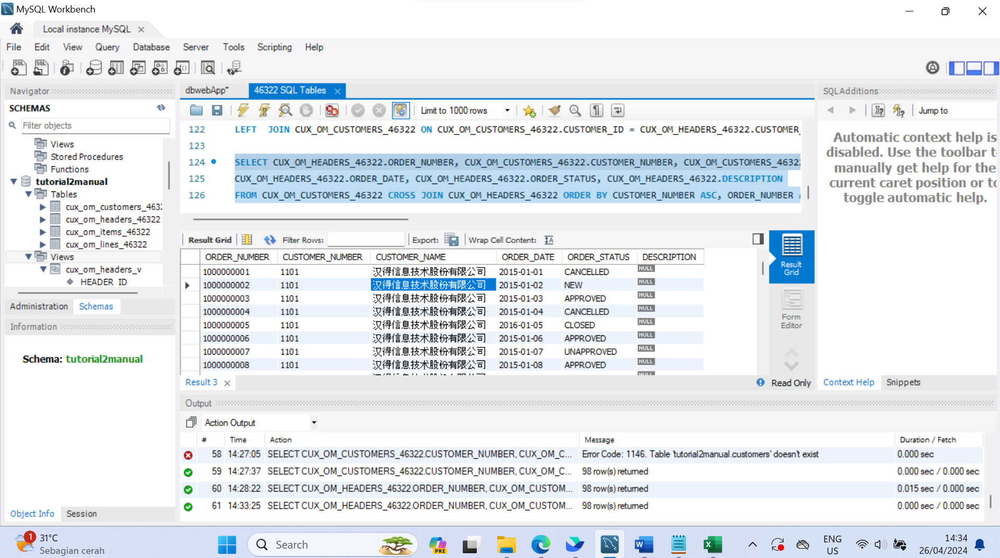 MySQL Workbench
Local instance MySQL
File Edit View Query Database Server Tools Scripting Help
Navigator
SCHEMAS
Filter objects
Views
Stored Procedures
Functions
tutorial2manual
Tables
cux_om_customers_4632
cux_om_headers_46322
cux_om_items_46322
cux_om_lines_46322
Views
cux_om_headers_v
HEADER_ID
Administration Schemas
Information
Schema: tutorial2manual
Object Info Session
dbwebApp* 46322 SQL Tables
Limit to 1000 rows
122 LEFT JOIN CUX_OM_CUSTOMERS_46322 ON CUX_OM_CUSTOMERS_46322.CUSTOMER_ID = CUX_OM_HEADERS_46322.CUSTOMER_
123
124 SELECT CUX_OM_HEADERS_46322.ORDER_NUMBER, CUX_OM_CUSTOMERS_46322.CUSTOMER_NUMBER, CUX_OM_CUSTOMERS_4632
125 CUX_OM_HEADERS_46322.ORDER_DATE, CUX_OM_HEADERS_46322.ORDER_STATUS, CUX_OM_HEADERS_46322.DESCRIPTION
126 FROM CUX_OM_CUSTOMERS_46322 CROSS JOIN CUX_OM_HEADERS_46322 ORDER BY CUSTOMER_NUMBER ASC, ORDER_NUMBER
Result Grid Filter Rows: Export: Wrap Cell Content: IA
ORDER_NUMBER CUSTOMER_NUMBER CUSTOMER_NAME ORDER_DATE ORDER_STATUS DESCRIPTION
1000000001 1101 汉得信息技术股份有限公司 2015-01-01 CANCELLED NULL
1000000002 1101 汉得信息技术股份有限公司 2015-01-02 NEW NULL
1000000003 1101 汉得信息技术股份有限公司 2015-01-03 APPROVED NULL
1000000004 1101 汉得信息技术股份有限公司 2015-01-04 CANCELLED NULL
1000000005 1101 汉得信息技术股份有限公司 2016-01-05 CLOSED NULL
1000000006 1101 汉得信息技术股份有限公司 2015-01-06 APPROVED NULL
1000000007 1101 汉得信息技术股份有限公司 2015-01-07 UNAPPROVED NULL
1000000008 1101 汉得信息技术股份有限公司 2015-01-08 APPROVED NULL
Result Grid
Form Editor
Result 3
Read Only
SQLAdditions
Jump to
Automatic context help is
disabled. Use the toolbar t
manually get help for the
current caret position or to
toggle automatic help.
Context Help Snippets
Output
Action Output
# Time Action Message Duration / Fetch
58 14:27:05 SELECT CUX_OM_CUSTOMERS_46322.CUSTOMER_NUMBER, CUX_OM_C... Error Code: 1146. Table 'tutorial2manual.customers' doesn't exist 0.000 sec
59 14:27:37 SELECT CUX_OM_CUSTOMERS_46322.CUSTOMER_NUMBER, CUX_OM_C... 98 row(s) returned 0.000 sec / 0.000 sec
60 14:28:22 SELECT CUX_OM_HEADERS_46322.ORDER_NUMBER, CUX_OM_CUSTOM... 98 row(s) returned 0.015 sec / 0.000 sec
61 14:33:25 SELECT CUX_OM_HEADERS_46322.ORDER_NUMBER, CUX_OM_CUSTOM... 98 row(s) returned 0.000 sec / 0.000 sec
1 31°C
Sebagian cerah
Search
PRE
ENG
US
14:34
26/04/2024